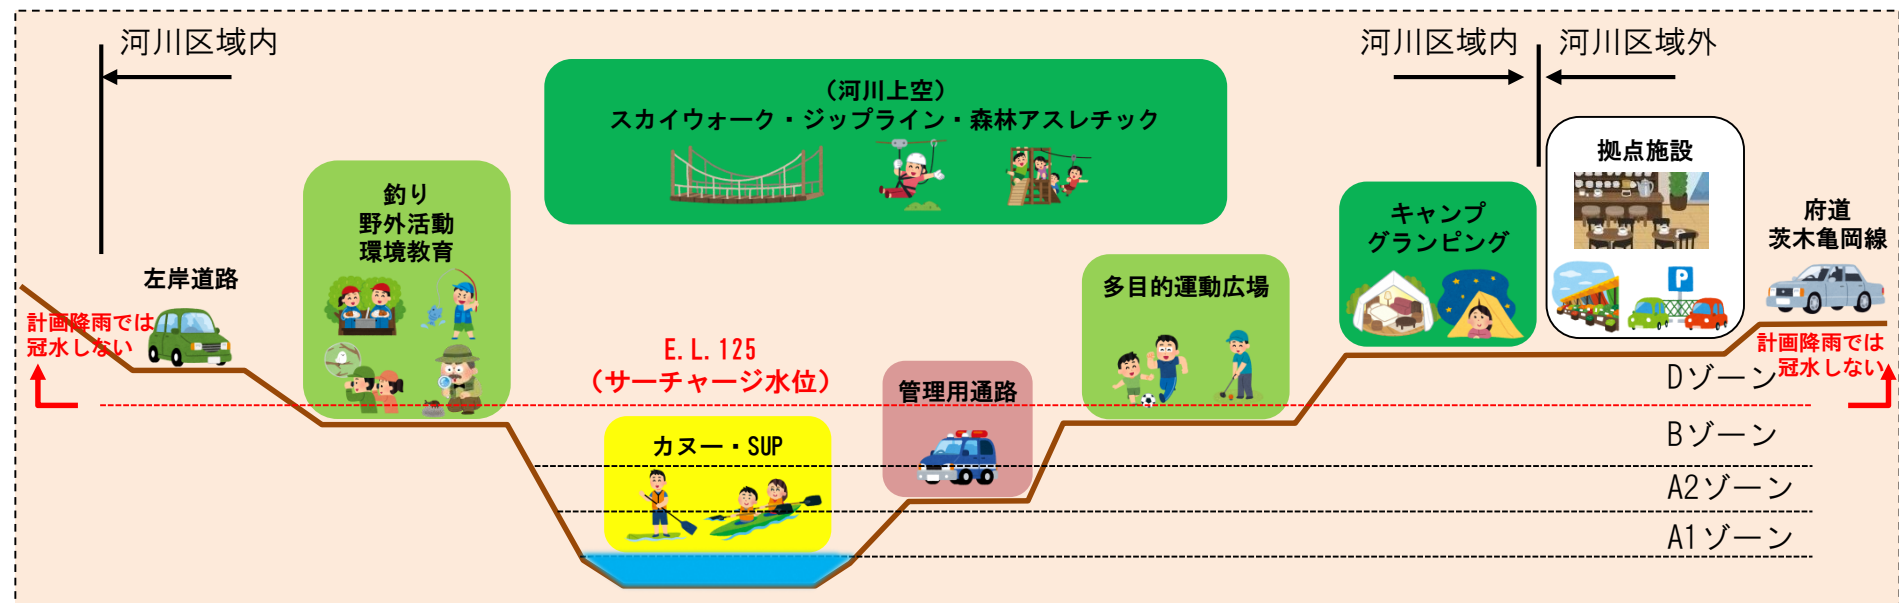 河川区域内
河川区域内
河川区域外
（河川上空）
スカイウォーク・ジップライン・森林アスレチック
拠点施設
釣り
野外活動
環境教育
キャンプ
グランピング
府道
茨木亀岡線
左岸道路
多目的運動広場
P
計画降雨では
冠水しない
E.L.125
（サーチャージ水位）
計画降雨では
冠水しない
管理用通路
Dゾーン
カヌー・SUP
Bゾーン
A2ゾーン
A1ゾーン